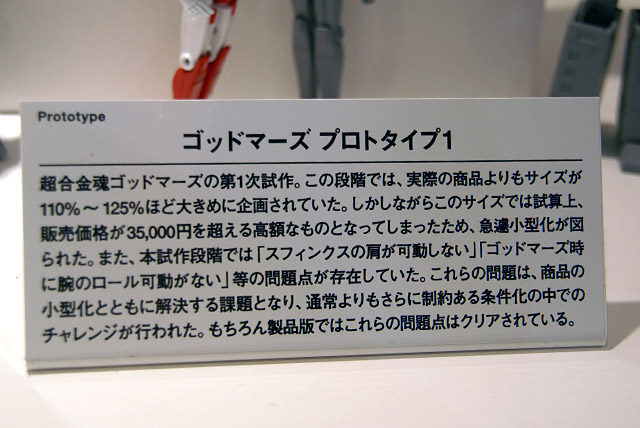 Prototype
ゴッドマーズ プロトタイプ1
超合金魂ゴッドマーズの第1次試作。この段階では、実際の商品よりもサイズが
110%～125%ほど大きめに企画されていた。しかしながらこのサイズでは試算上、
販売価格が35,000円を超える高額なものとなってしまったため、急遽小型化が図
られた。また、本試作段階では「スフィンクスの肩が可動しない」「ゴッドマーズ時
に腕のロール可動がない」等の問題点が存在していた。これらの問題は、商品の
小型化とともに解決する課題となり、通常よりもさらに制約ある条件化の中での
チャレンジが行われた。もちろん製品版ではこれらの問題点はクリアされている。